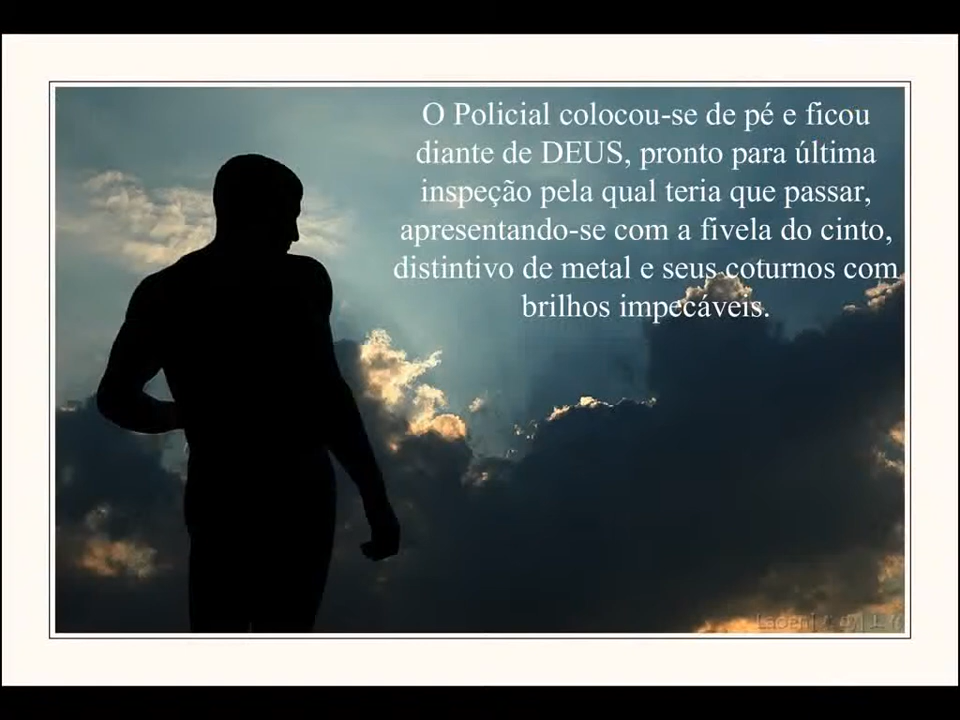 O Policial colocou-se de pé e ficou
diante de DEUS, pronto para última
inspeção pela qual teria que passar,
apresentando-se com a fivela do cinto,
distintivo de metal e seus coturnos com
brilhos impecáveis.